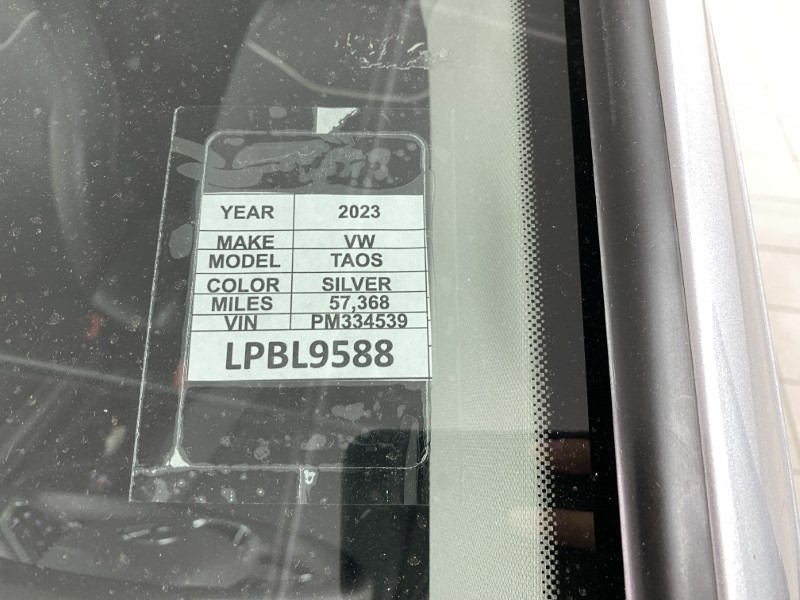 YEAR 2023
MAKE VW
MODEL TAOS
COLOR SILVER
MILES 57,368
VIN PM334539
LPBL9588